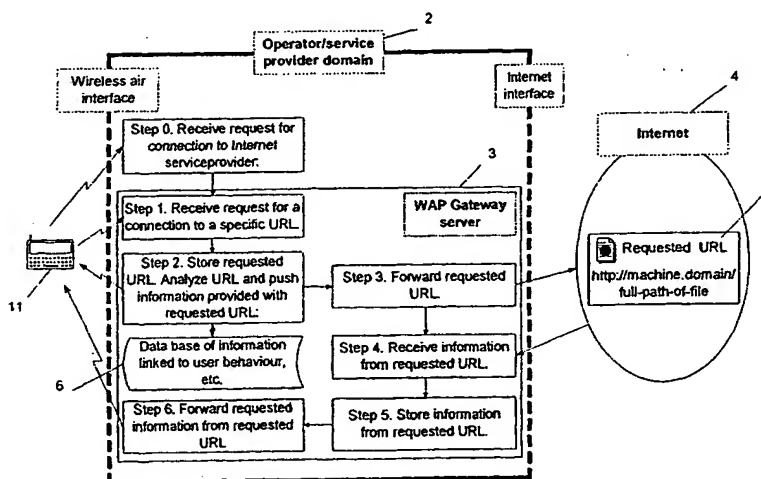 2
Operator/service
provider domain
Wireless air
interface
Internet
interface
4
Internet
Step 0. Receive request for
connection to Internet
serviceprovider.
3
Step 1. Receive request for a
connection to a specific URL.
WAP Gateway
server
Requested URL
http://machine.domain/
full-path-of-file
Step 2. Store requested
URL. Analyze URL and push
information provided with
requested URL:
Step 3. Forward requested
URL.
11
Data base of information
linked to user behaviour,
etc.
Step 4. Receive information
from requested URL.
6
Step 6. Forward requested
information from requested
URL
Step 5. Store information
from requested URL.